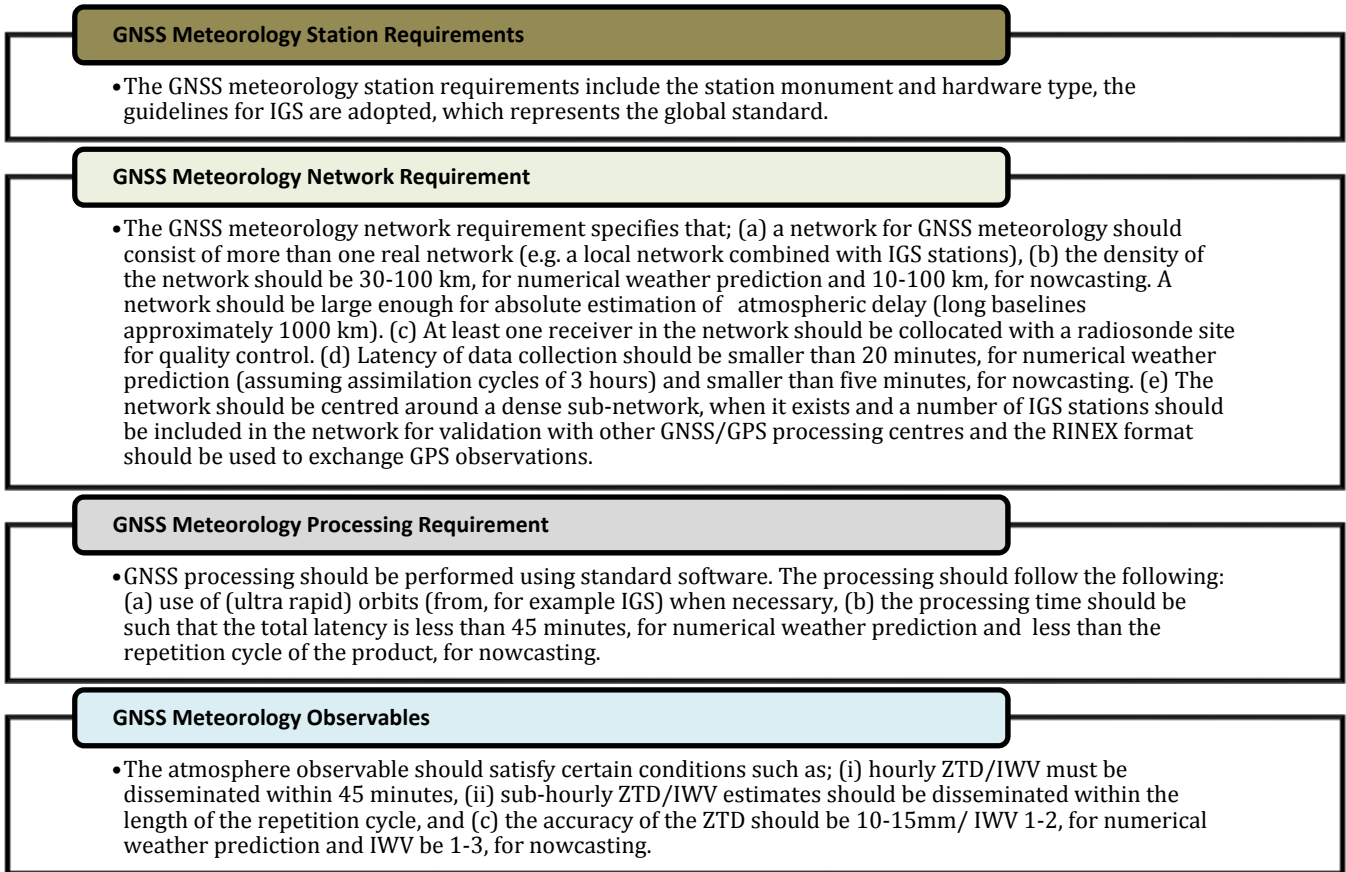 GNSS Meteorology Station Requirements
•The GNSS meteorology station requirements include the station monument and hardware type, the
guidelines for IGS are adopted, which represents the global standard.
GNSS Meteorology Network Requirement
•The GNSS meteorology network requirement specifies that; (a) a network for GNSS meteorology should
consist of more than one real network (e.g. a local network combined with IGS stations), (b) the density of
the network should be 30-100 km, for numerical weather prediction and 10-100 km, for nowcasting. A
network should be large enough for absolute estimation of atmospheric delay (long baselines
approximately 1000 km). (c) At least one receiver in the network should be collocated with a radiosonde site
for quality control. (d) Latency of data collection should be smaller than 20 minutes, for numerical weather
prediction (assuming assimilation cycles of 3 hours) and smaller than five minutes, for nowcasting. (e) The
network should be centred around a dense sub-network, when it exists and a number of IGS stations should
be included in the network for validation with other GNSS/GPS processing centres and the RINEX format
should be used to exchange GPS observations.
GNSS Meteorology Processing Requirement
•GNSS processing should be performed using standard software. The processing should follow the following:
(a) use of (ultra rapid) orbits (from, for example IGS) when necessary, (b) the processing time should be
such that the total latency is less than 45 minutes, for numerical weather prediction and less than the
repetition cycle of the product, for nowcasting.
GNSS Meteorology Observables
•The atmosphere observable should satisfy certain conditions such as; (i) hourly ZTD/IWV must be
disseminated within 45 minutes, (ii) sub-hourly ZTD/IWV estimates should be disseminated within the
length of the repetition cycle, and (c) the accuracy of the ZTD should be 10-15mm/ IWV 1-2, for numerical
weather prediction and IWV be 1-3, for nowcasting.